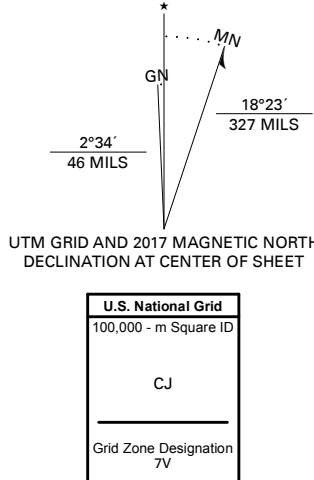 MN
GN
18°23´
327 MILS
2°34´
46 MILS
UTM GRID AND 2017 MAGNETIC NORTH
DECLINATION AT CENTER OF SHEET
U.S. National Grid
100,000 - m Square ID
CJ
Grid Zone Designation
7V